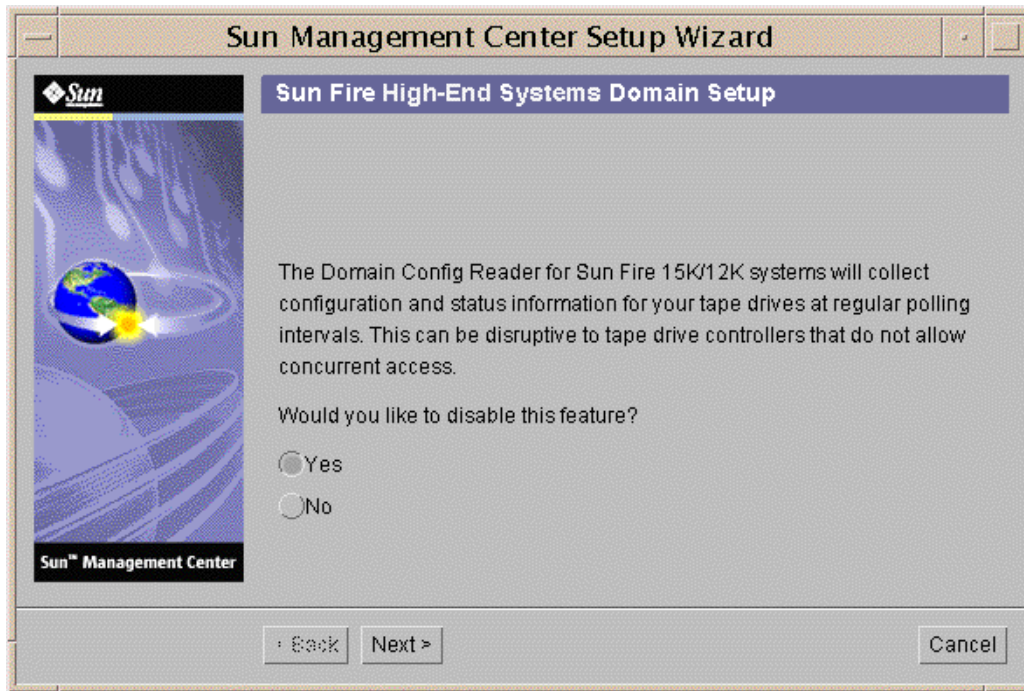 Sun Management Center Setup Wizard
Sun
Sun Fire High-End Systems Domain Setup
The Domain Config Reader for Sun Fire 15K/12K systems will collect
configuration and status information for your tape drives at regular polling
intervals. This can be disruptive to tape drive controllers that do not allow
concurrent access.
Would you like to disable this feature?
Yes
No
Sun™ Management Center
< Back
Next >
Cancel